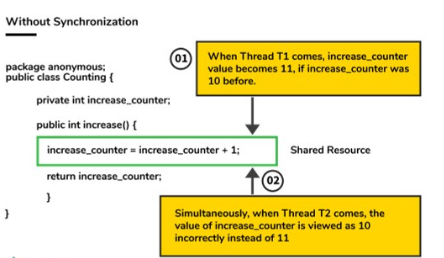 Without Synchronization
01
When Thread T1 comes, increase_counter
value becomes 11, if increase_counter was
10 before.
package anonymous;
public class Counting {
private int increase_counter;
public int increase() {
increase_counter = increase_counter + 1;
Shared Resource
return increase_counter;
02
}
}
Simultaneously, when Thread T2 comes, the
value of increase_counter is viewed as 10
incorrectly instead of 11